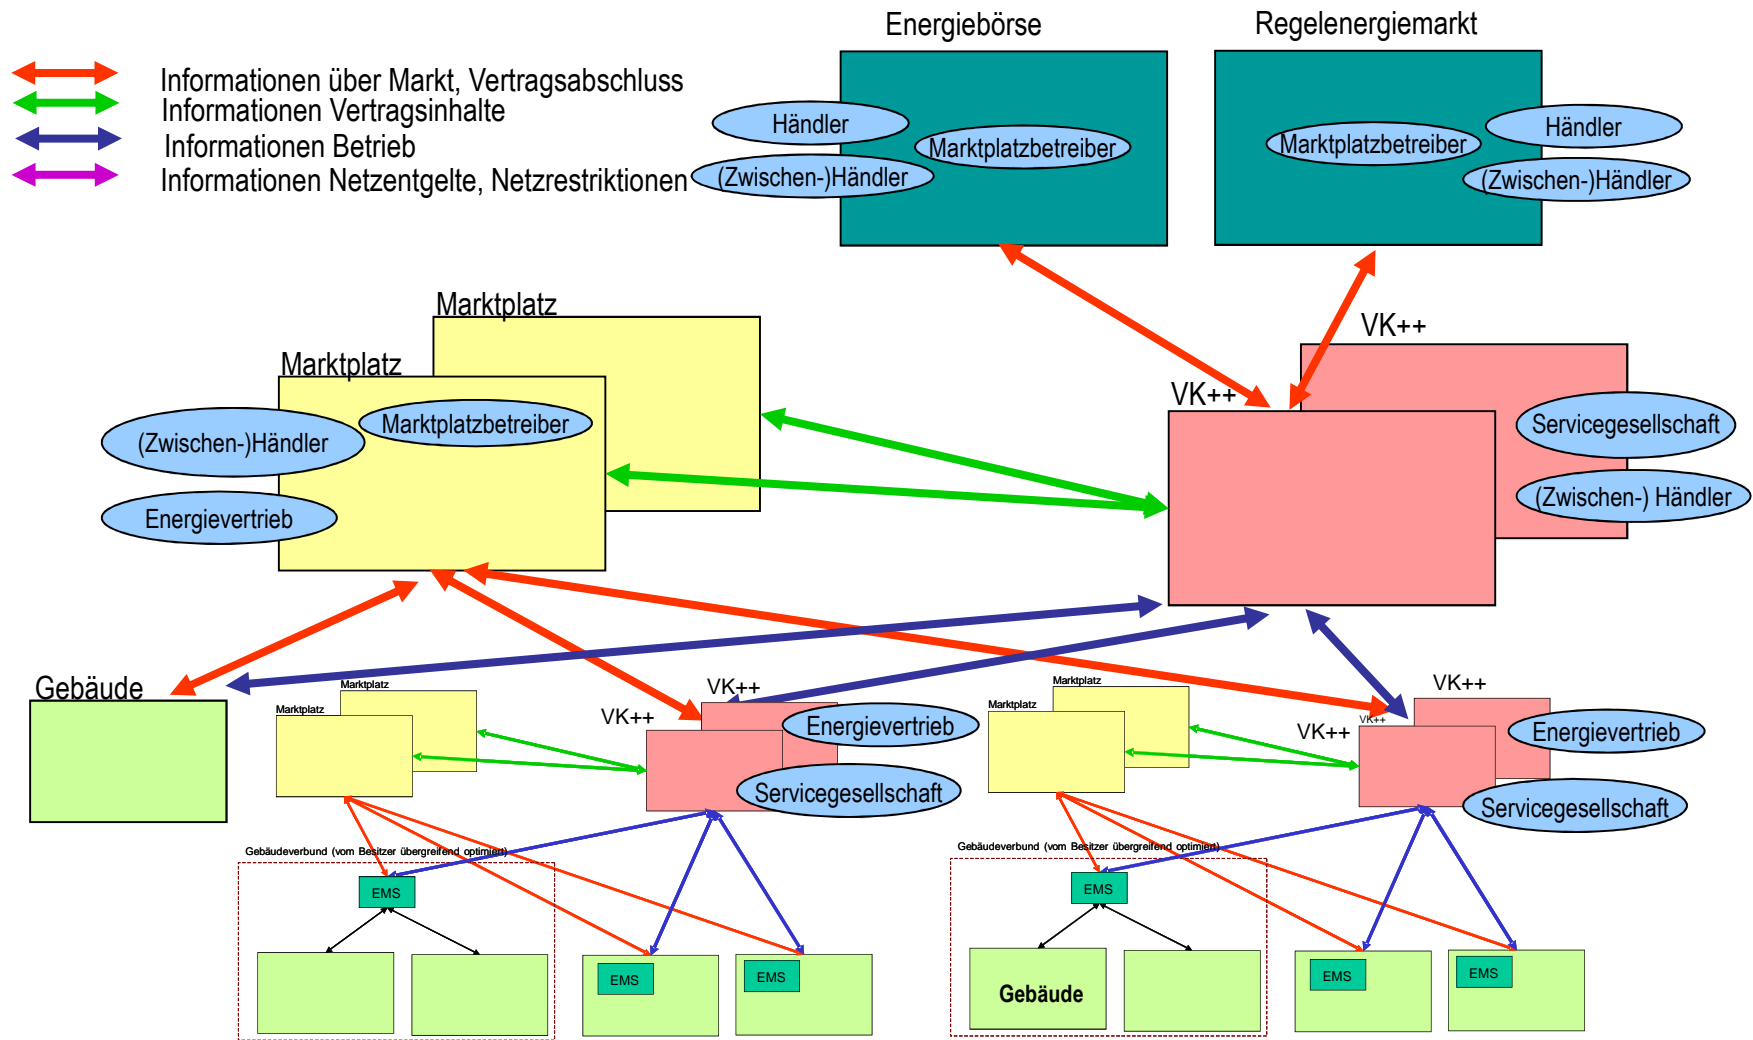 Energiebörse
Regelenergiemarkt
Informationen über Markt, Vertragsabschluss
Informationen Vertragsinhalte
Informationen Betrieb
Informationen Netzentgelte, Netzrestriktionen
Händler
Marktplatzbetreiber
(Zwischen-)Händler
Marktplatzbetreiber
Händler
(Zwischen-)Händler
Marktplatz
Marktplatz
(Zwischen-)Händler
Marktplatzbetreiber
Energievertrieb
VK++
VK++
Servicegesellschaft
(Zwischen-) Händler
Gebäude
Marktplatz
Marktplatz
VK++
VK++
Energievertrieb
Servicegesellschaft
Marktplatz
Marktplatz
VK++
VK++
VK++
Energievertrieb
Servicegesellschaft
Gebäudeverbund (vom Besitzer übergreifend optimiert)
EMS
EMS
EMS
Gebäudeverbund (vom Besitzer übergreifend optimiert)
EMS
Gebäude
EMS
EMS